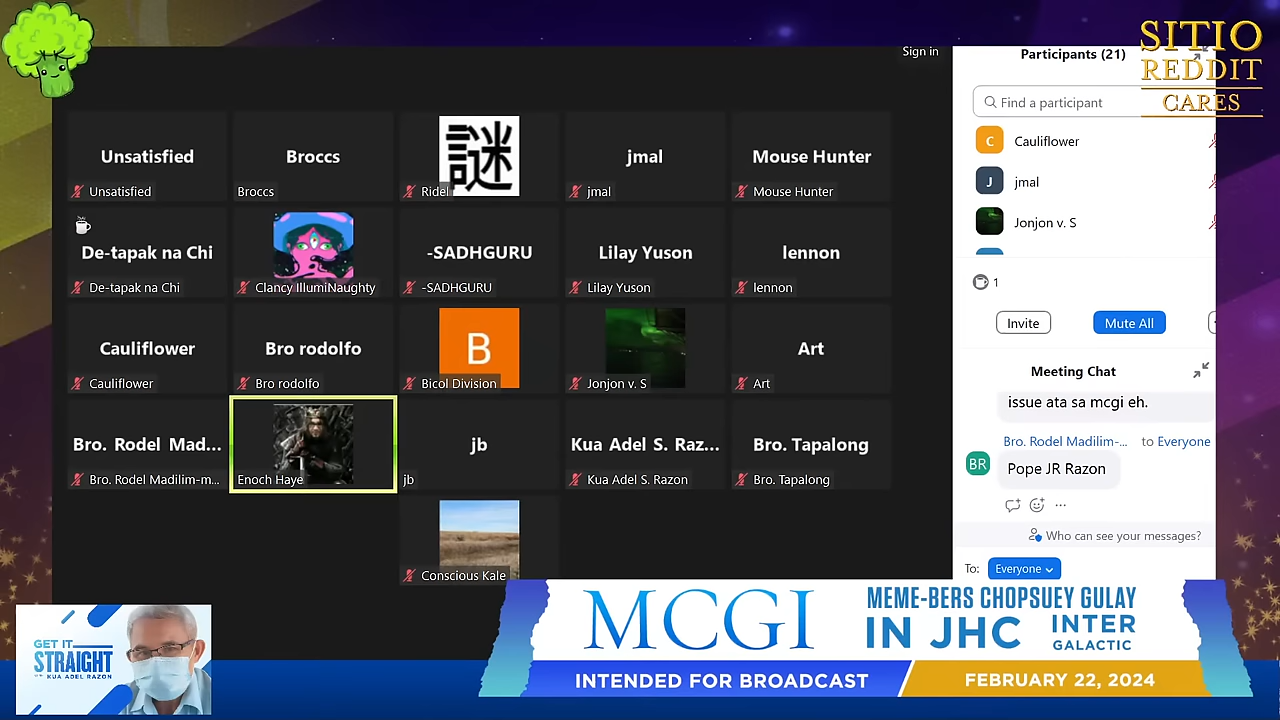 Sign in
SITIO
REDDIT
CARES
Participants (21)
Find a participant
C
Cauliflower
J
jmal
Jonjon v. S
1
Invite
Mute All
Meeting Chat
issue ata sa mcgi eh.
Bro. Rodel Madilim-... to Everyone
BR
Pope JR Razon
Who can see your messages?
To: Everyone
Unsatisfied
Unsatisfied
Broccs
Broccs
謎
Ridel
jmal
jmal
Mouse Hunter
Mouse Hunter
De-tapak na Chi
De-tapak na Chi
Clancy IllumiNaughty
-SADHGURU
-SADHGURU
Lilay Yuson
Lilay Yuson
lennon
lennon
Cauliflower
Cauliflower
Bro rodolfo
Bro rodolfo
B
Bicol Division
Jonjon v. S
Art
Art
Bro. Rodel Mad...
Bro. Rodel Madilim-m...
Enoch Haye
jb
jb
Kua Adel S. Raz...
Kua Adel S. Razon
Bro. Tapalong
Bro. Tapalong
Conscious Kale
GET IT
STRAIGHT
KUA ADEL RAZON
MCGI
MEME-BERS CHOPSUEY GULAY
IN JHC INTER
GALACTIC
INTENDED FOR BROADCAST
FEBRUARY 22, 2024